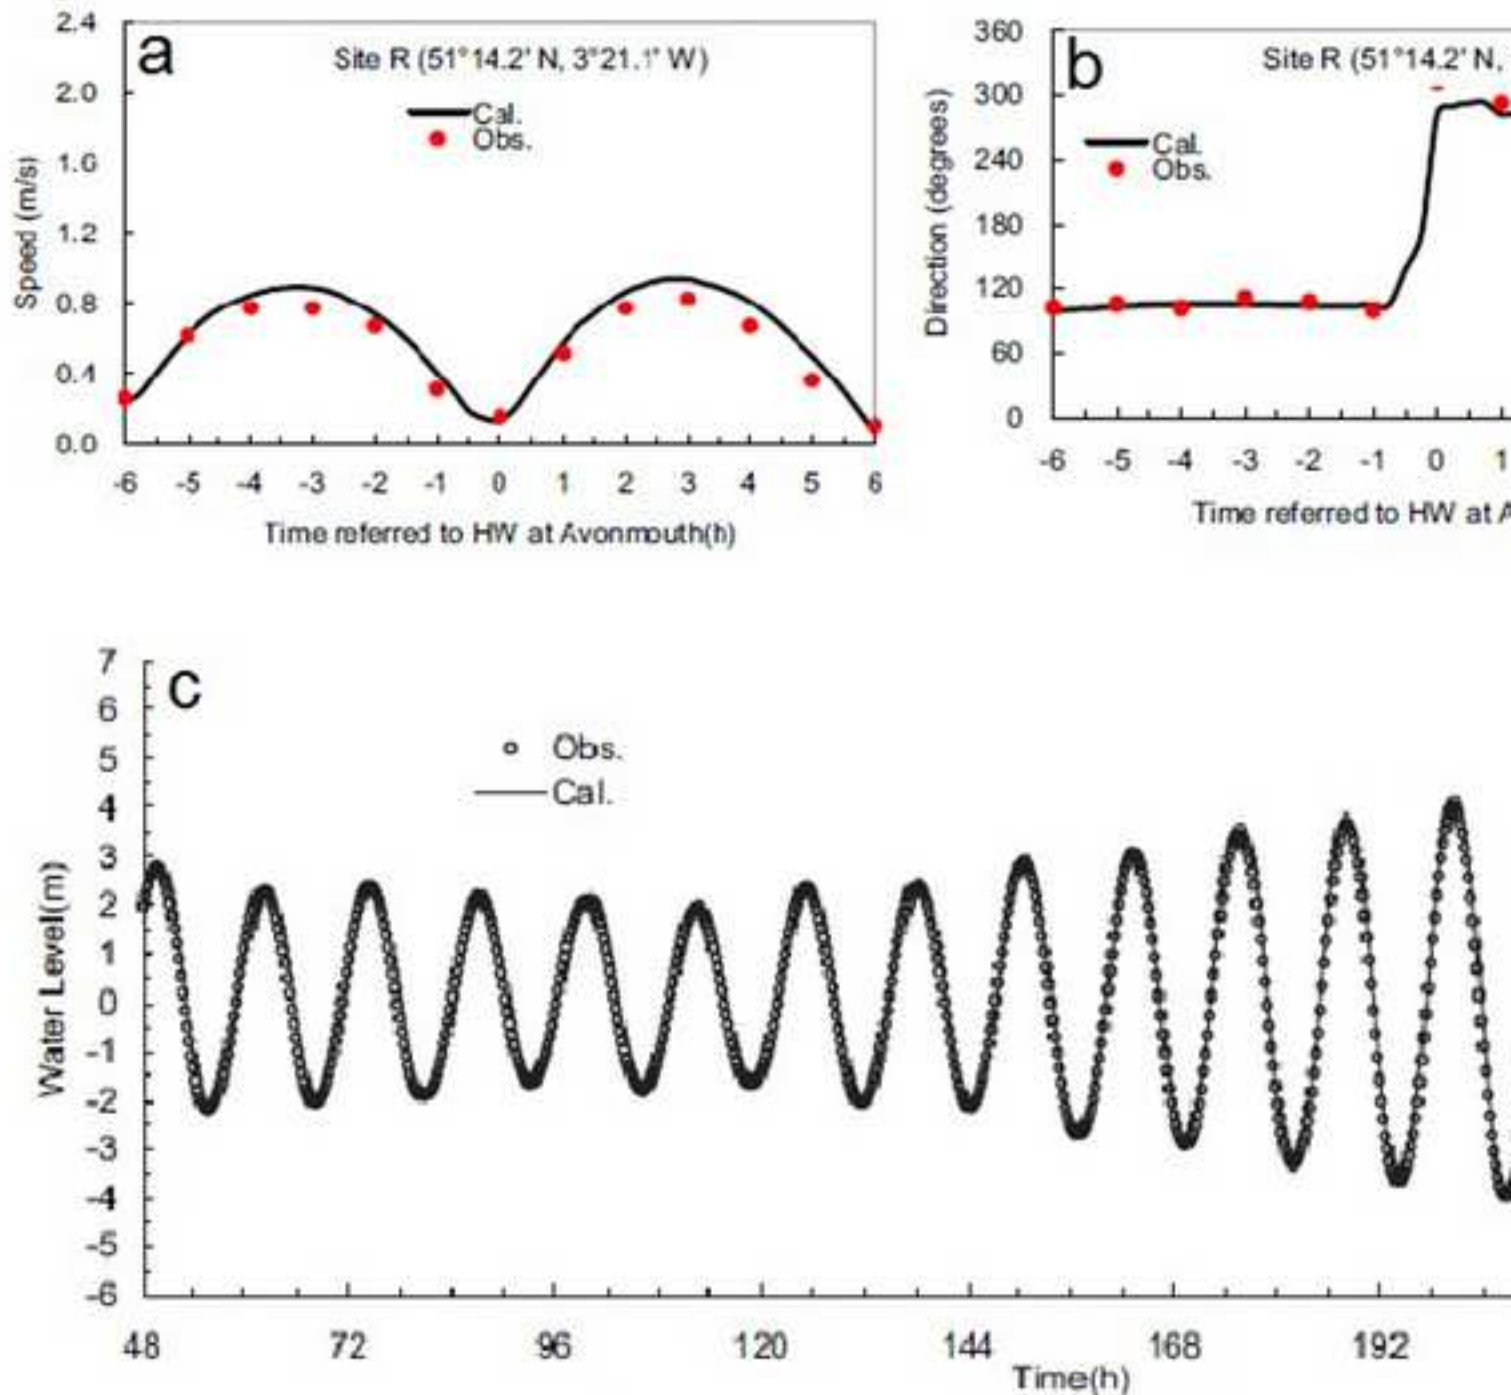 a
Site R (51°14.2' N, 3°21.1' W)
Cal.
Obs.
Speed (m/s)
2.4
2.0
1.6
1.2
0.8
0.4
0.0
-6 -5 -4 -3 -2 -1 0 1 2 3 4 5 6
Time referred to HW at Avonmouth(h)
b
Site R (51°14.2' N,
Cal.
Obs.
Direction (degrees)
360
300
240
180
120
60
0
-6 -5 -4 -3 -2 -1 0 1
Time referred to HW at A
c
Obs.
Cal.
Water Level(m)
7
6
5
4
3
2
1
0
-1
-2
-3
-4
-5
-6
48 72 96 120 144 168 192
Time(h)